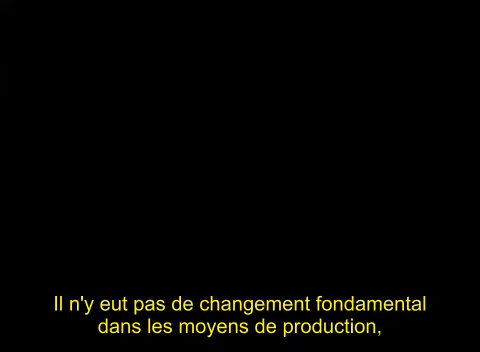 Il n'y eut pas de changement fondamental
dans les moyens de production,